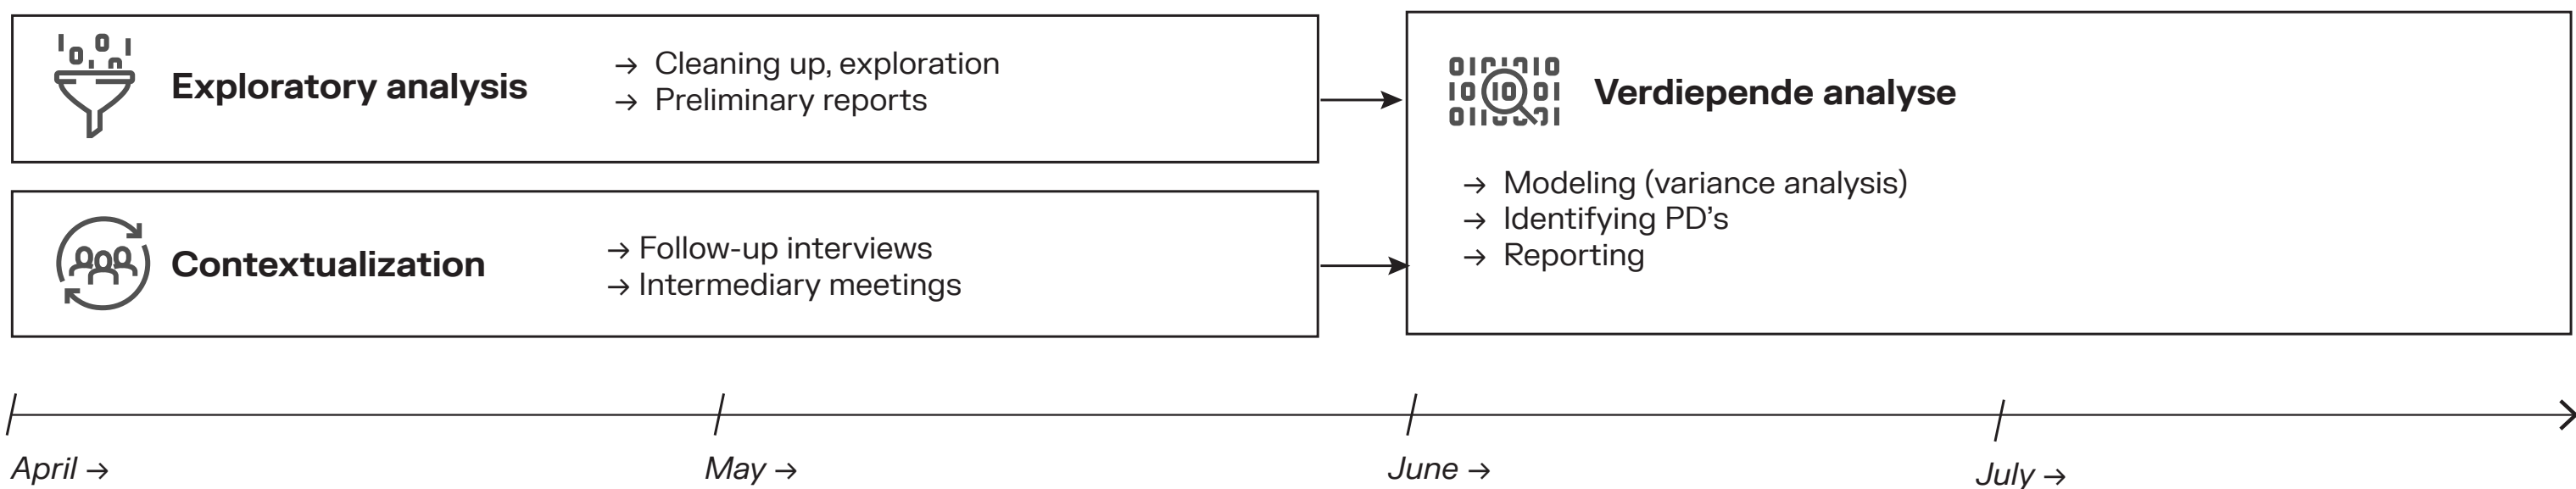 Exploratory analysis
→ Cleaning up, exploration
→ Preliminary reports
Contextualization
→ Follow-up interviews
→ Intermediary meetings
Verdiepende analyse
→ Modeling (variance analysis)
→ Identifying PD's
→ Reporting
April →
May →
June →
July →